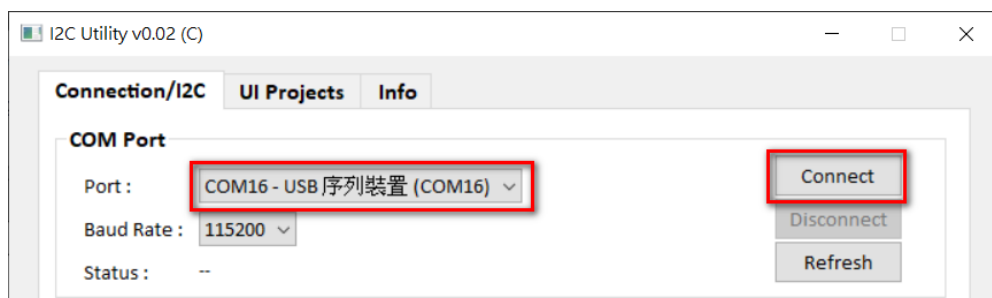 I2C Utility v0.02 (C)
Connection/I2C UI Projects Info
COM Port
Port : COM16 - USB 序列裝置 (COM16) Connect
Baud Rate : 115200 Disconnect
Status : -- Refresh